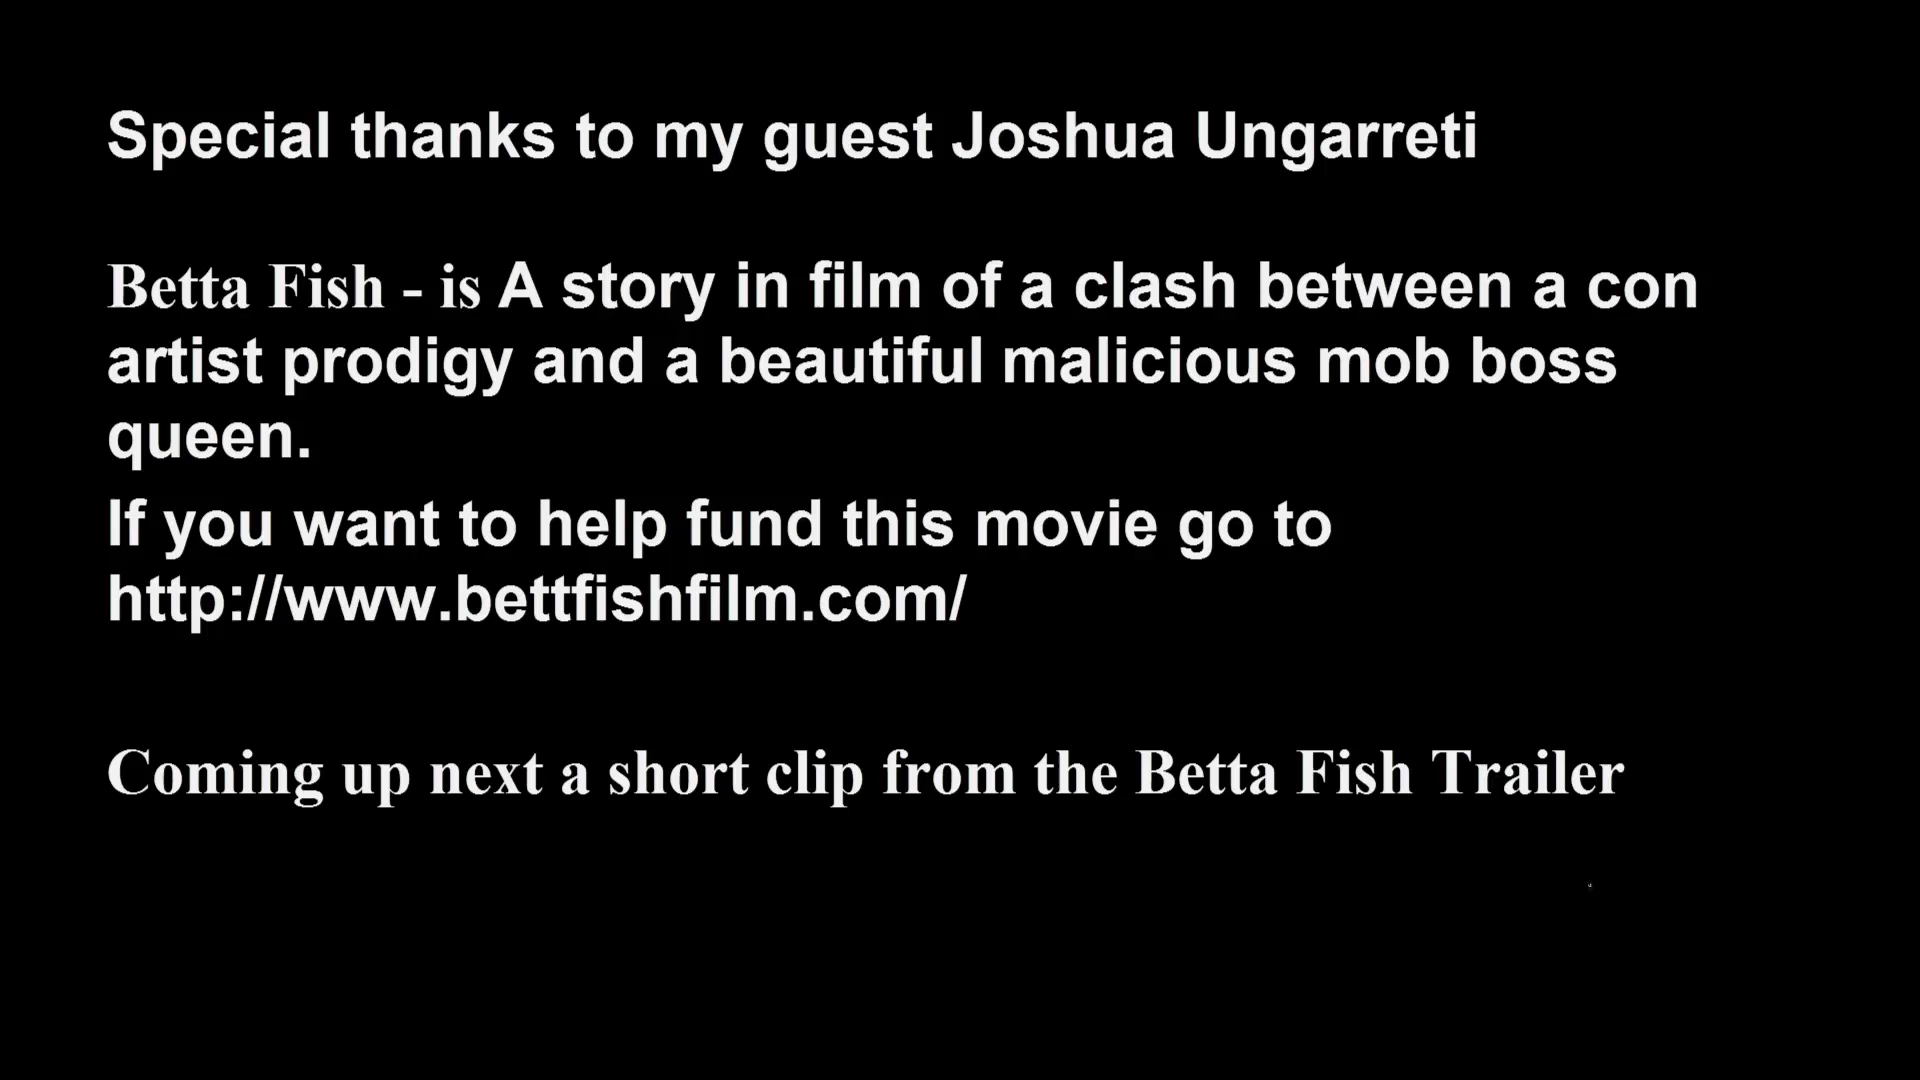 Special thanks to my guest Joshua Ungarreti
Betta Fish - is A story in film of a clash between a con
artist prodigy and a beautiful malicious mob boss
queen.
If you want to help fund this movie go to
http://www.bettfishfilm.com/
Coming up next a short clip from the Betta Fish Trailer